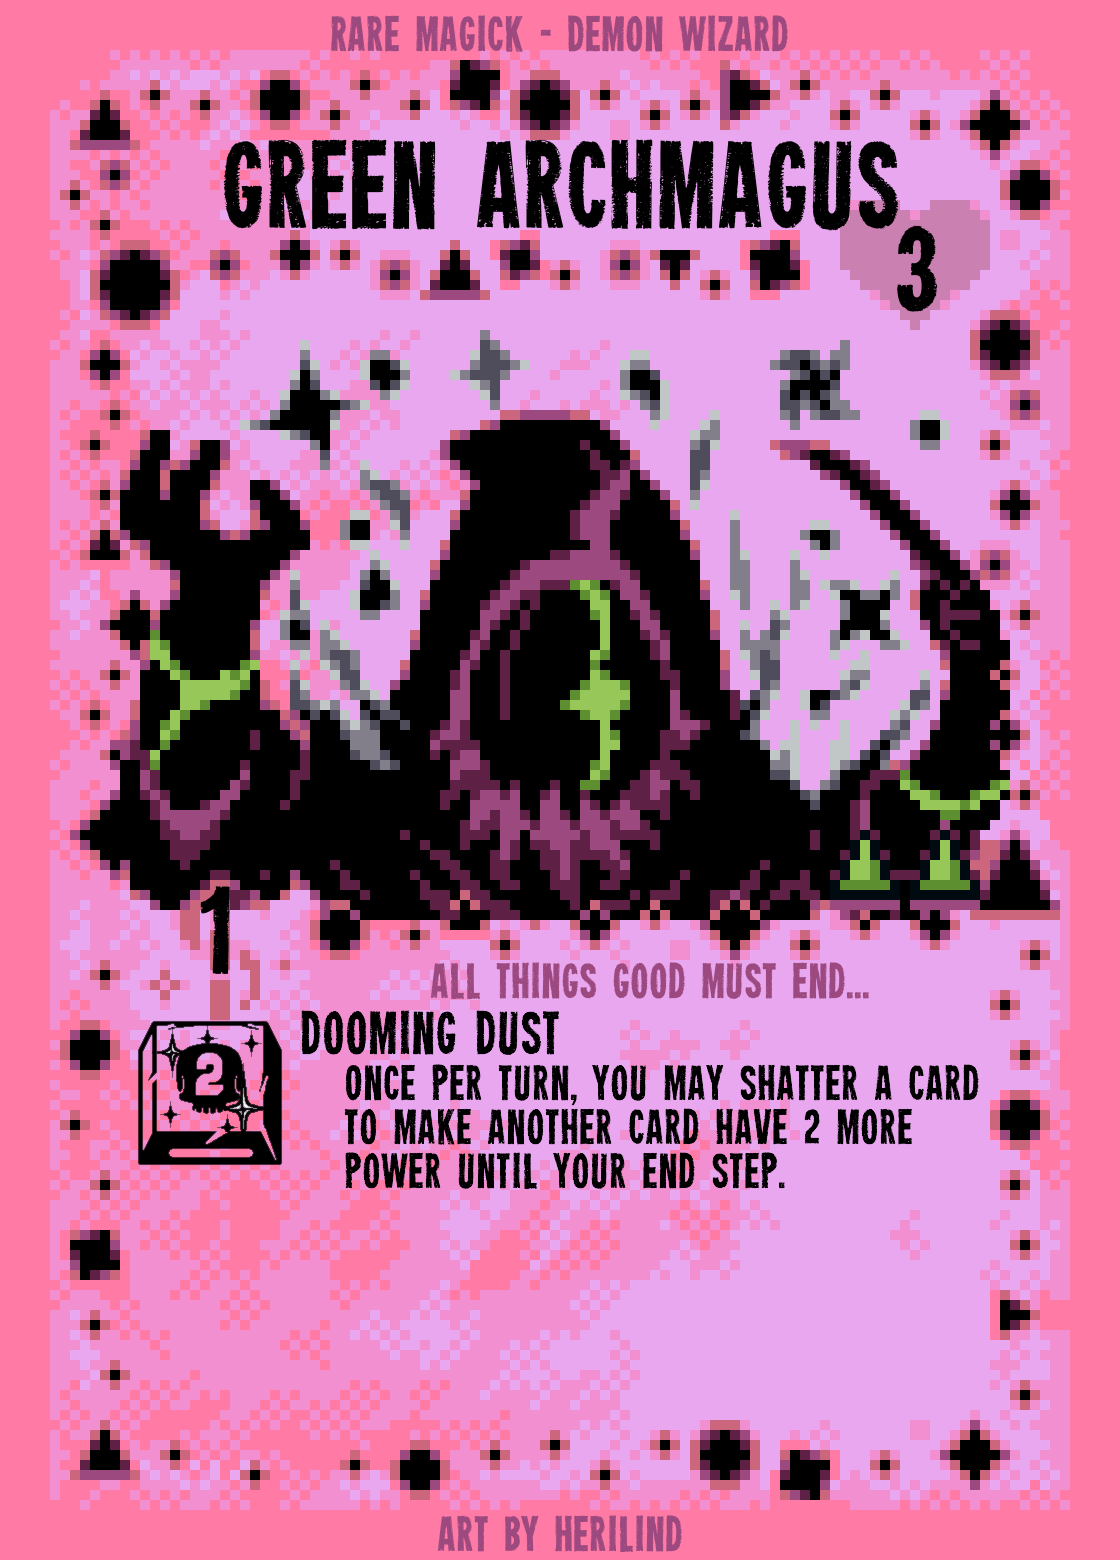 RARE MAGICK - DEMON WIZARD
GREEN ARCHMAGUS
3
1
ALL THINGS GOOD MUST END...
2
DOOMING DUST
ONCE PER TURN, YOU MAY SHATTER A CARD
TO MAKE ANOTHER CARD HAVE 2 MORE
POWER UNTIL YOUR END STEP.
ART BY HERILIND